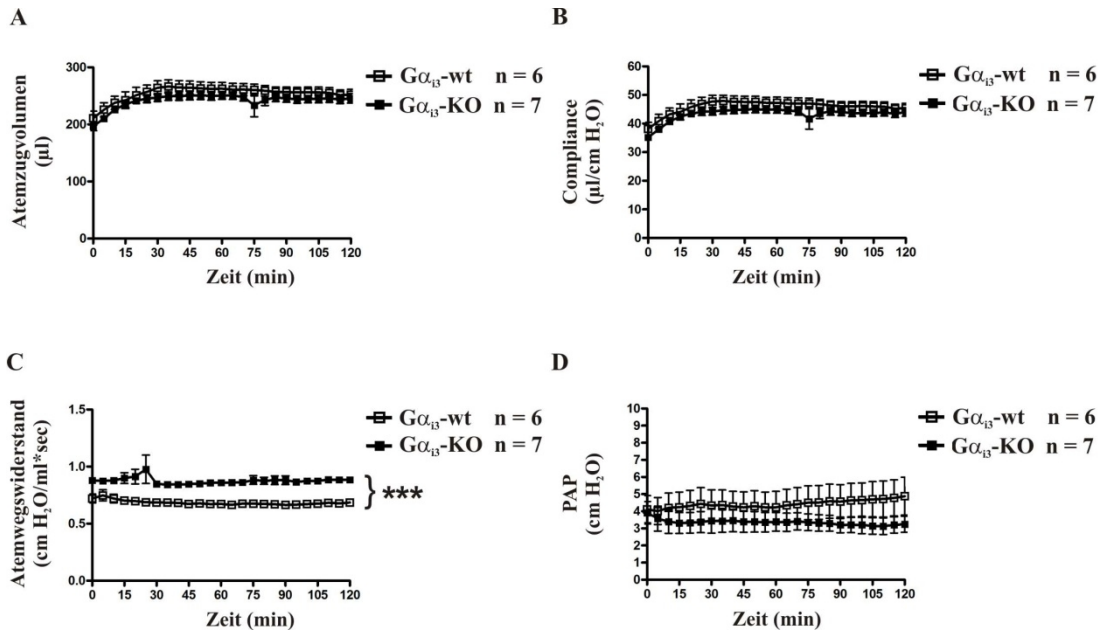 A
Atemzugvolumen
(µl)
300
200
100
0
0 15 30 45 60 75 90 105 120
Zeit (min)
Gαi3-wt n = 6
Gαi3-KO n = 7
B
Compliance
(µl/cm H2O)
60
50
40
30
20
10
0
0 15 30 45 60 75 90 105 120
Zeit (min)
Gαi3-wt n = 6
Gαi3-KO n = 7
C
Atemwegswiderstand
(cm H2O/ml*sec)
1.5
1.0
0.5
0.0
0 15 30 45 60 75 90 105 120
Zeit (min)
Gαi3-wt n = 6
Gαi3-KO n = 7
} ***
D
PAP
(cm H2O)
10
9
8
7
6
5
4
3
2
1
0
0 15 30 45 60 75 90 105 120
Zeit (min)
Gαi3-wt n = 6
Gαi3-KO n = 7